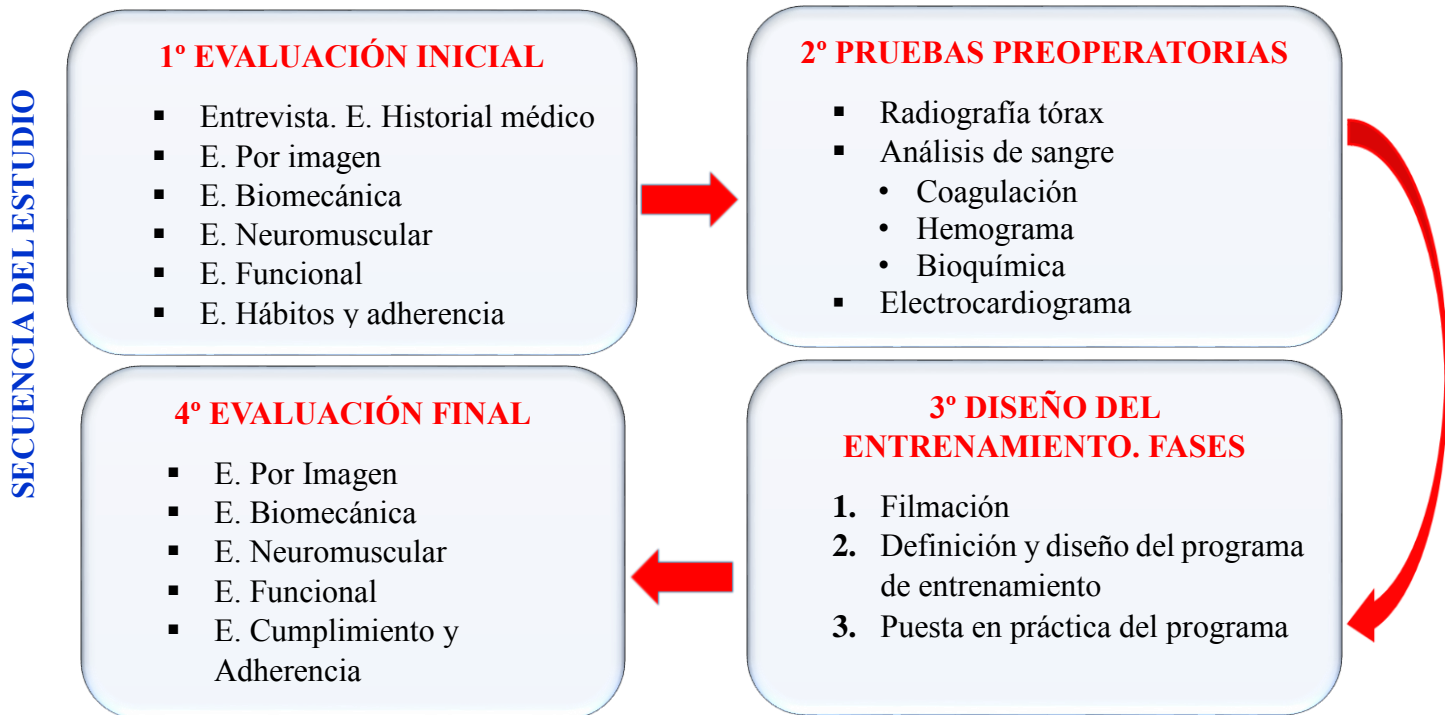 SECUENCIA DEL ESTUDIO
1º EVALUACIÓN INICIAL
▪ Entrevista. E. Historial médico
▪ E. Por imagen
▪ E. Biomecánica
▪ E. Neuromuscular
▪ E. Funcional
▪ E. Hábitos y adherencia
2º PRUEBAS PREOPERATORIAS
▪ Radiografía tórax
▪ Análisis de sangre
• Coagulación
• Hemograma
• Bioquímica
▪ Electrocardiograma
3º DISEÑO DEL
ENTRENAMIENTO. FASES
1. Filmación
2. Definición y diseño del programa
de entrenamiento
3. Puesta en práctica del programa
4º EVALUACIÓN FINAL
▪ E. Por Imagen
▪ E. Biomecánica
▪ E. Neuromuscular
▪ E. Funcional
▪ E. Cumplimiento y
Adherencia